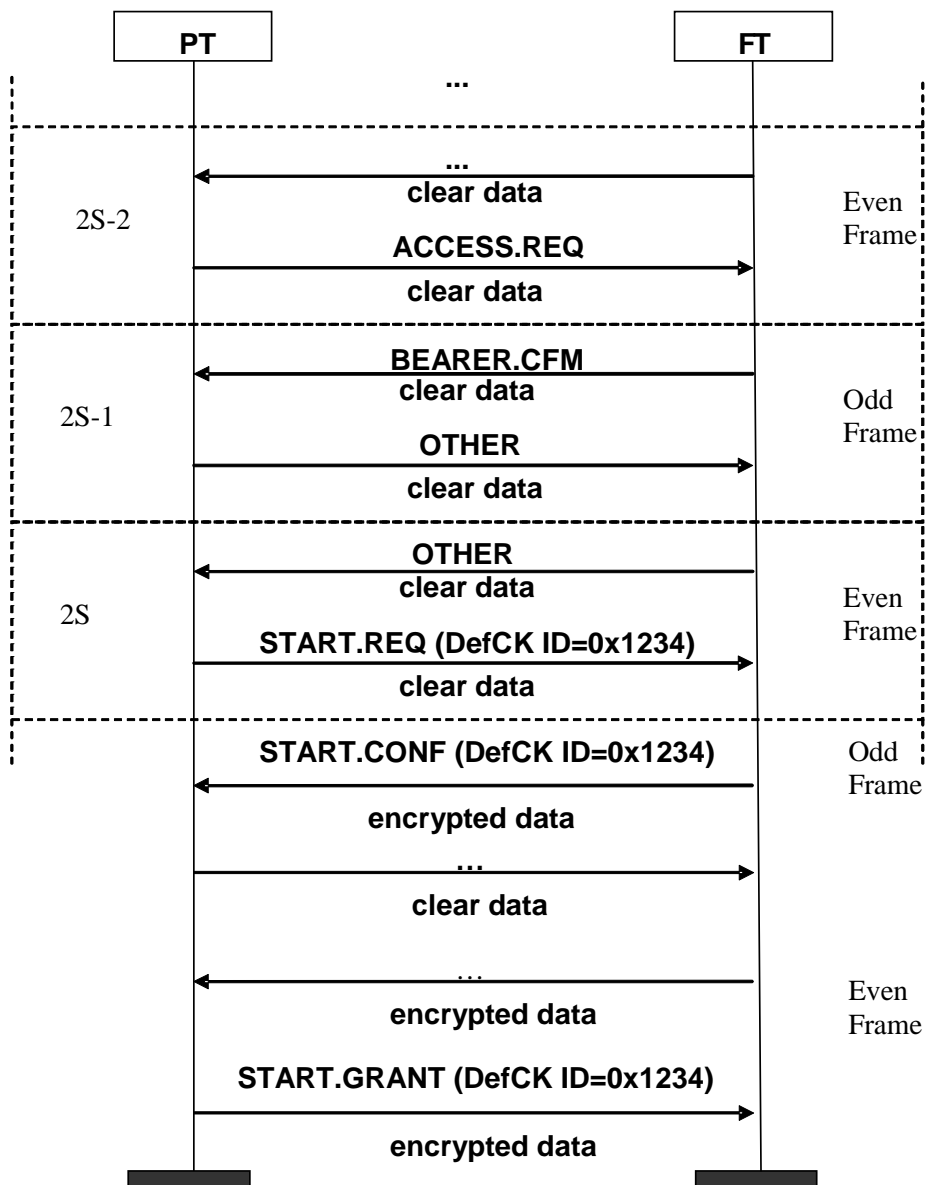 PT
FT
...
...
clear data
2S-2
Even
Frame
ACCESS.REQ
clear data
BEARER.CFM
clear data
2S-1
Odd
Frame
OTHER
clear data
OTHER
clear data
2S
Even
Frame
START.REQ (DefCK ID=0x1234)
clear data
START.CONF (DefCK ID=0x1234)
Odd
Frame
encrypted data
...
clear data
...
encrypted data
Even
Frame
START.GRANT (DefCK ID=0x1234)
encrypted data